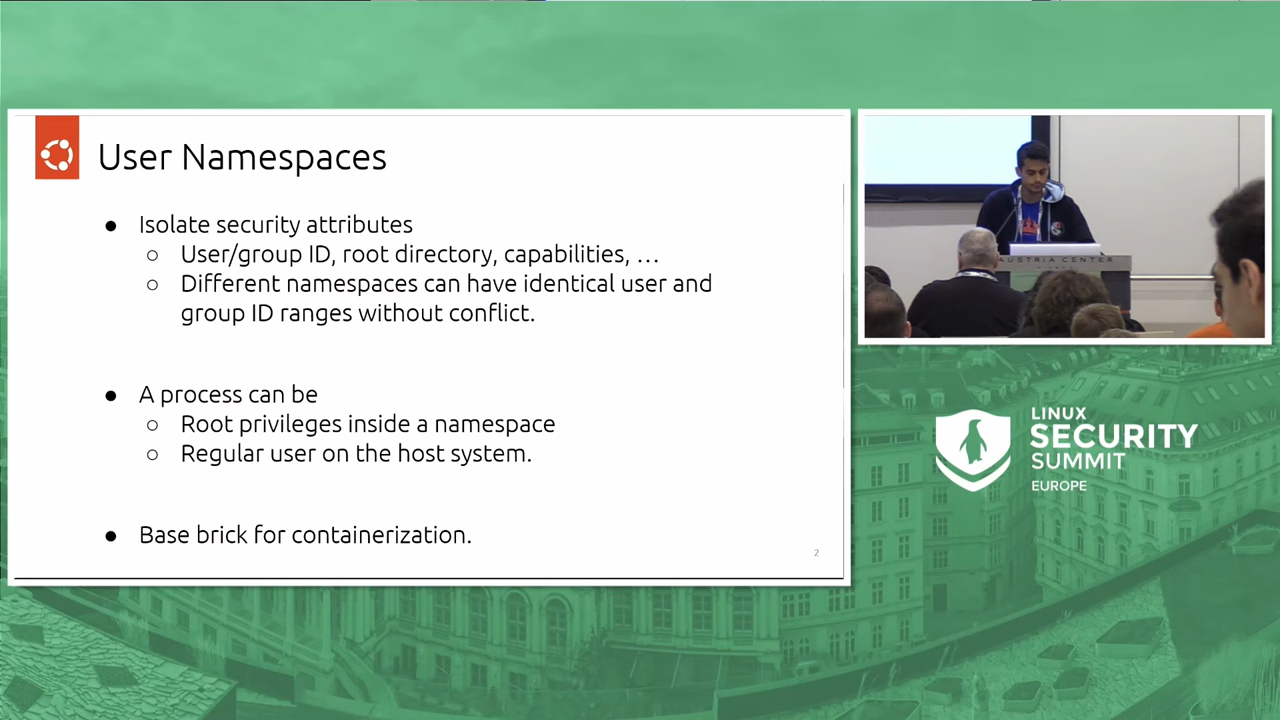 User Namespaces
● Isolate security attributes
○ User/group ID, root directory, capabilities, …
○ Different namespaces can have identical user and
group ID ranges without conflict.
● A process can be
○ Root privileges inside a namespace
○ Regular user on the host system.
● Base brick for containerization.
2
AUSTRIA CENTER
LINUX
SECURITY
SUMMIT
EUROPE